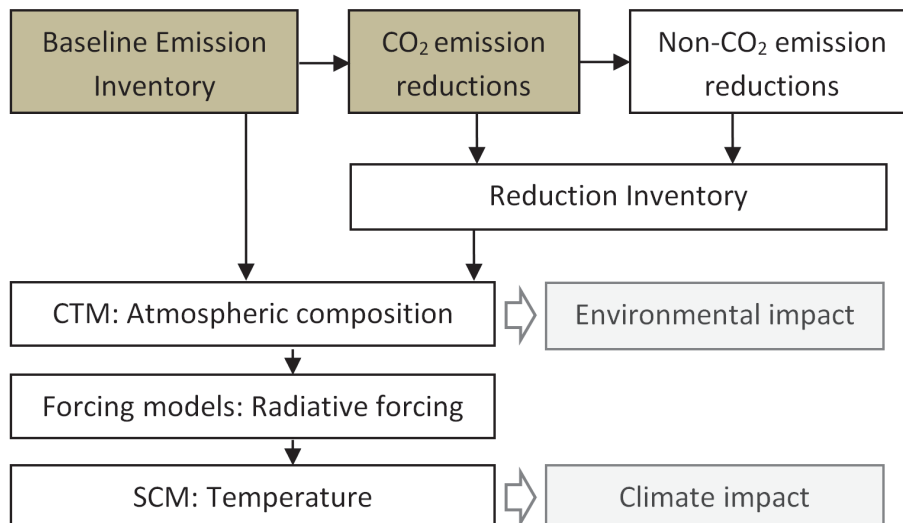 Baseline Emission
Inventory
CO₂ emission
reductions
Non-CO₂ emission
reductions
Reduction Inventory
CTM: Atmospheric composition
Environmental impact
Forcing models: Radiative forcing
SCM: Temperature
Climate impact